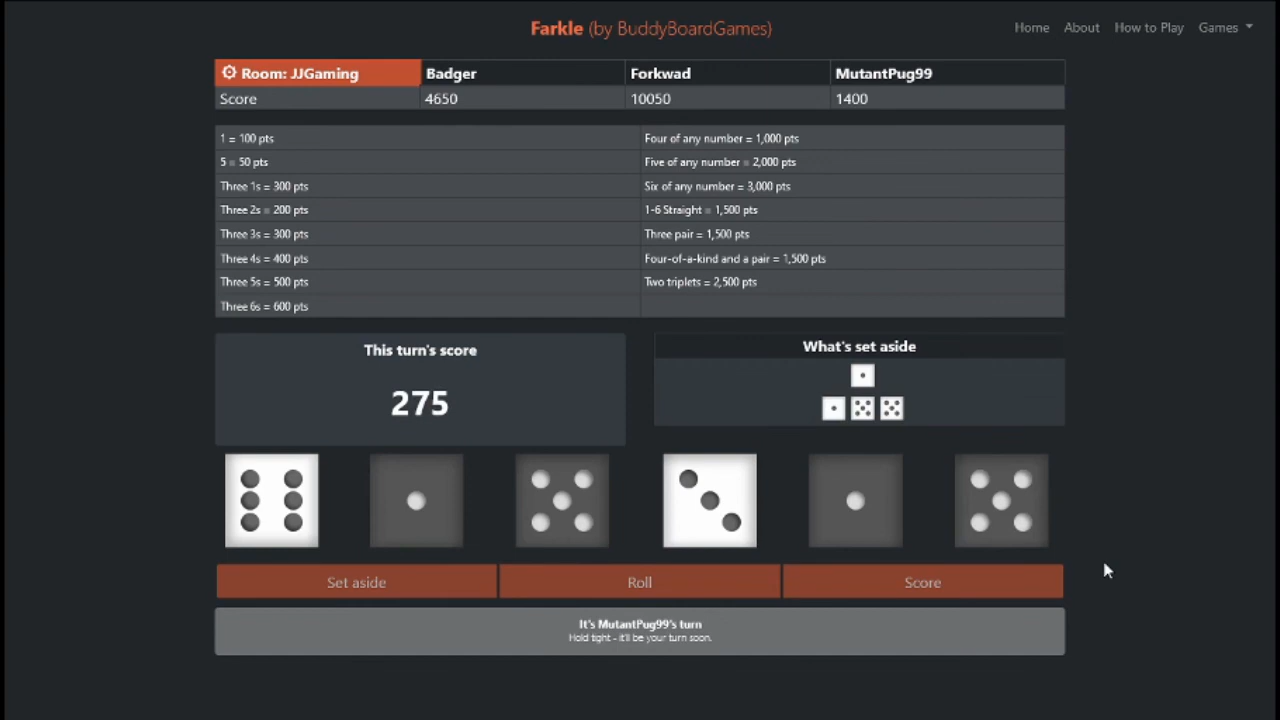 Farkle (by BuddyBoardGames)
Home About How to Play Games
Room: JJGaming Badger Forkwad MutantPug99
Score 4650 10050 1400
1 = 100 pts Four of any number = 1,000 pts
5 = 50 pts Five of any number = 2,000 pts
Three 1s = 300 pts Six of any number = 3,000 pts
Three 2s = 200 pts 1-6 Straight = 1,500 pts
Three 3s = 300 pts Three pair = 1,500 pts
Three 4s = 400 pts Four-of-a-kind and a pair = 1,500 pts
Three 5s = 500 pts Two triplets = 2,500 pts
Three 6s = 600 pts
This turn's score
275
What's set aside
Set aside Roll Score
It's MutantPug99's turn
Hold tight - it'll be your turn soon.